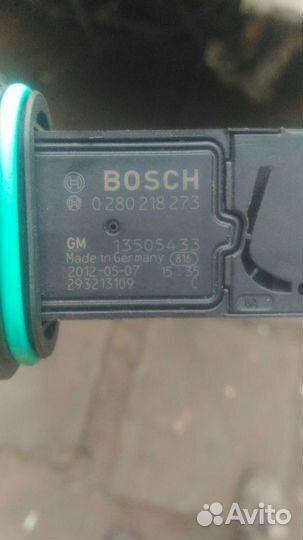 BOSCH
0 280 218 273
GM 13505433
Made in Germany 816
2012-05-07 15:35
293213109 C
Avito